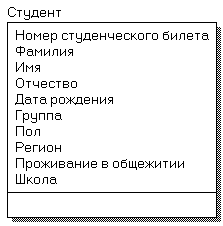 Студент
Номер студенческого билета
Фамилия
Имя
Отчество
Дата рождения
Группа
Пол
Регион
Проживание в общежитии
Школа